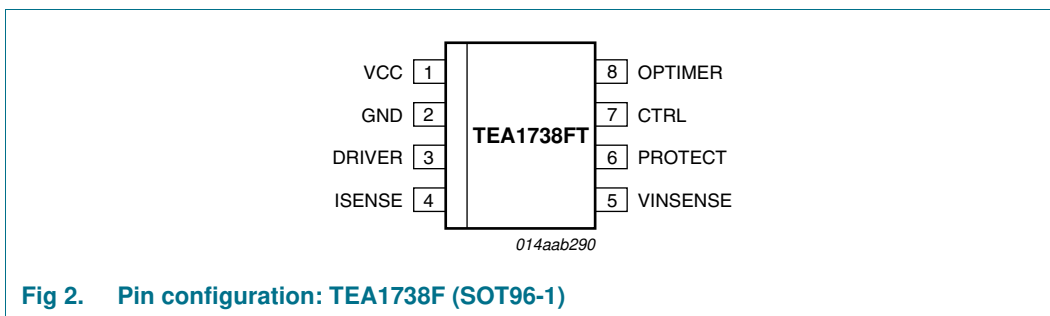 VCC 1 8 OPTIMER
GND 2 7 CTRL
TEA1738FT
DRIVER 3 6 PROTECT
ISENSE 4 5 VINSENSE
014aab290
Fig 2. Pin configuration: TEA1738F (SOT96-1)